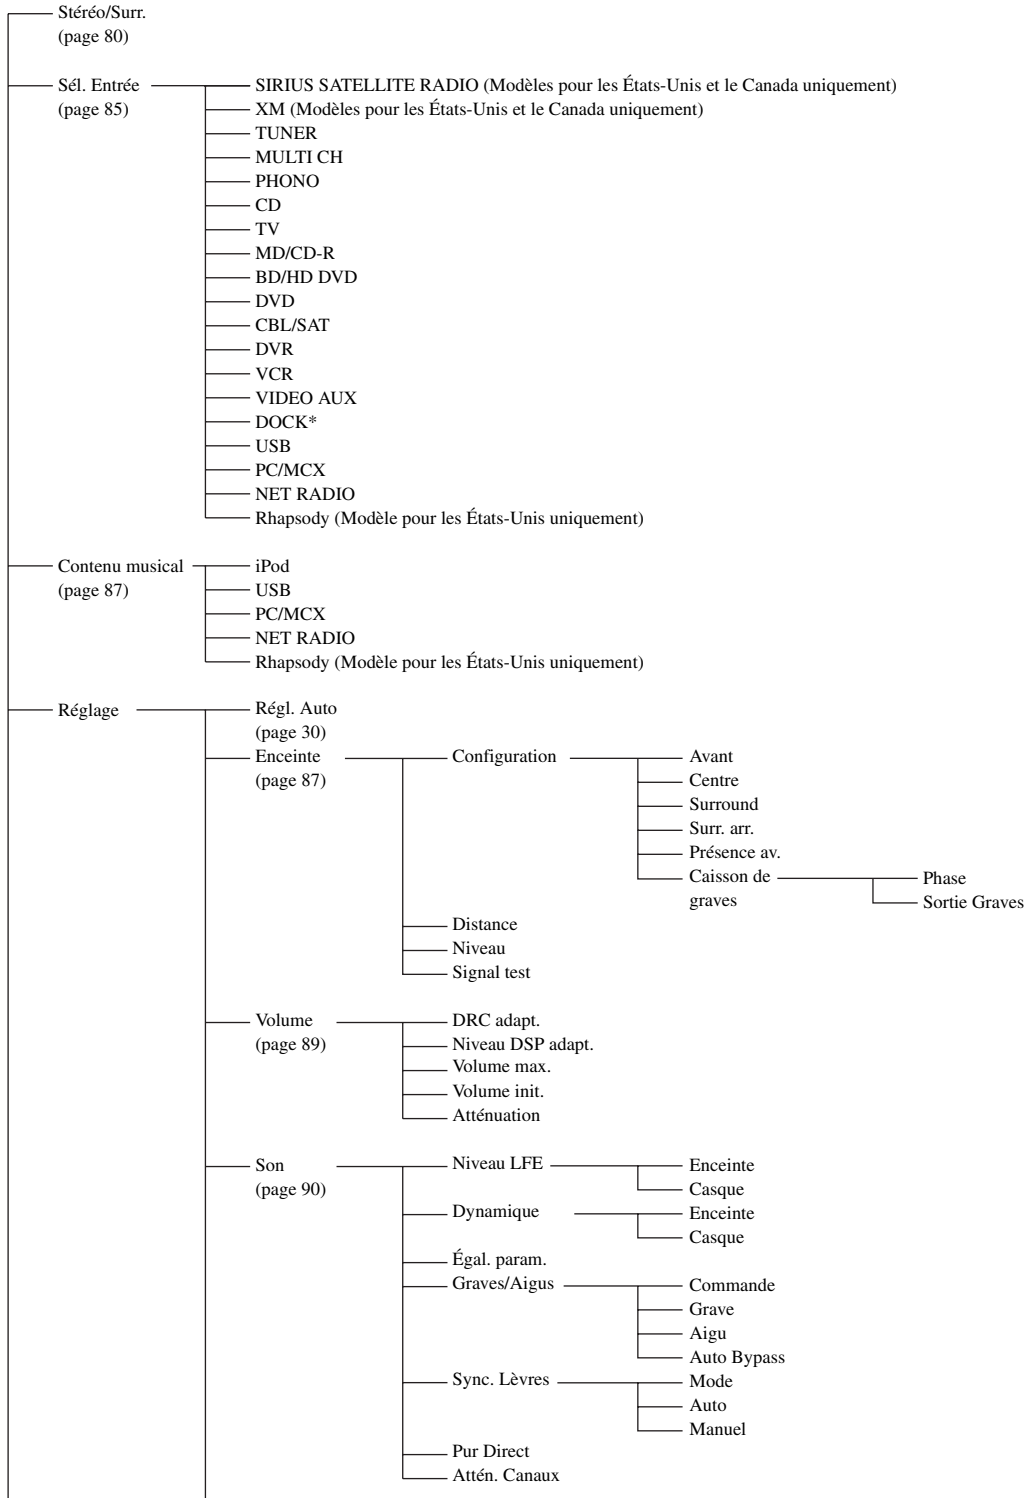 Stéréo/Surr.
(page 80)
Sél. Entrée
(page 85)
SIRIUS SATELLITE RADIO (Modèles pour les États-Unis et le Canada uniquement)
XM (Modèles pour les États-Unis et le Canada uniquement)
TUNER
MULTI CH
PHONO
CD
TV
MD/CD-R
BD/HD DVD
DVD
CBL/SAT
DVR
VCR
VIDEO AUX
DOCK*
USB
PC/MCX
NET RADIO
Rhapsody (Modèle pour les États-Unis uniquement)
Contenu musical
(page 87)
iPod
USB
PC/MCX
NET RADIO
Rhapsody (Modèle pour les États-Unis uniquement)
Réglage
Régl. Auto
(page 30)
Enceinte
(page 87)
Configuration
Avant
Centre
Surround
Surr. arr.
Présence av.
Caisson de
graves
Phase
Sortie Graves
Distance
Niveau
Signal test
Volume
(page 89)
DRC adapt.
Niveau DSP adapt.
Volume max.
Volume init.
Atténuation
Son
(page 90)
Niveau LFE
Enceinte
Casque
Dynamique
Enceinte
Casque
Égal. param.
Graves/Aigus
Commande
Grave
Aigu
Auto Bypass
Sync. Lèvres
Mode
Auto
Manuel
Pur Direct
Attén. Canaux